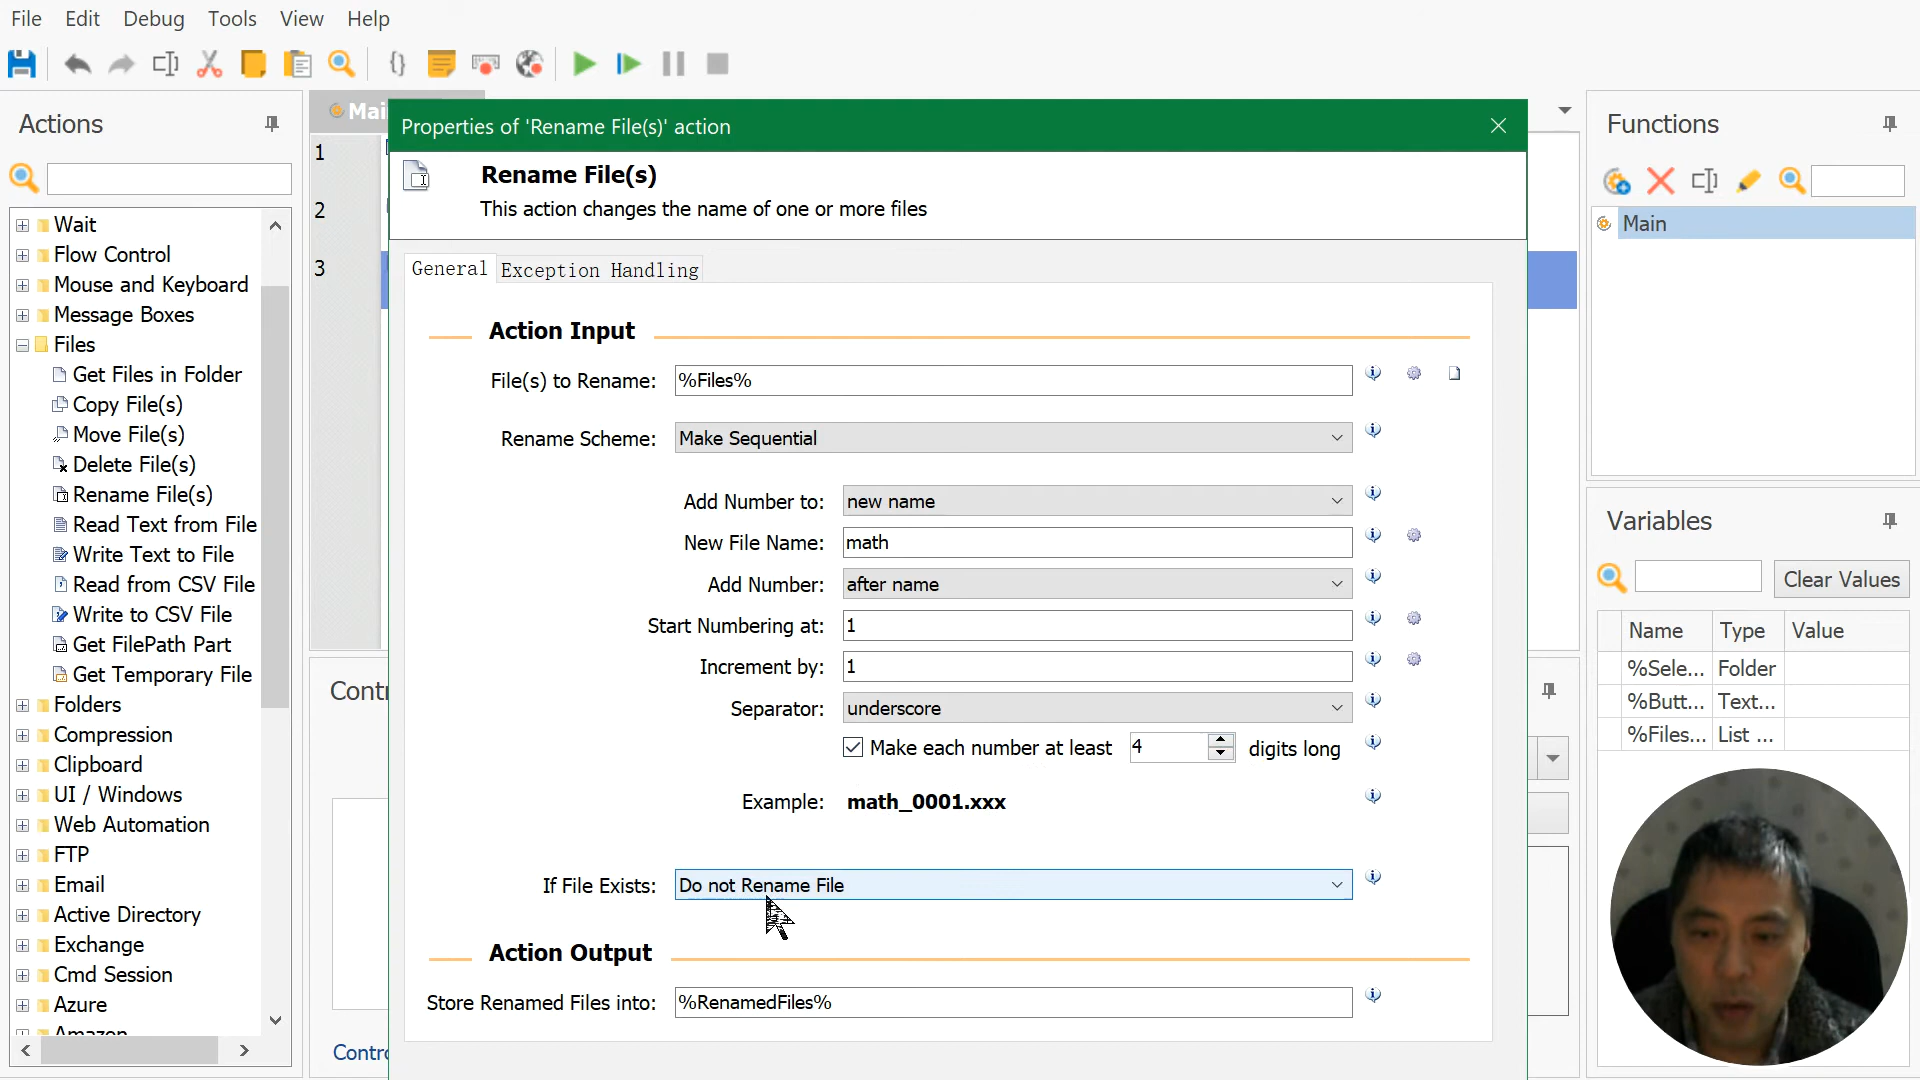 File Edit Debug Tools View Help
Actions
Wait
Flow Control
Mouse and Keyboard
Message Boxes
Files
Get Files in Folder
Copy File(s)
Move File(s)
Delete File(s)
Rename File(s)
Read Text from File
Write Text to File
Read from CSV File
Write to CSV File
Get FilePath Part
Get Temporary File
Folders
Compression
Clipboard
UI / Windows
Web Automation
FTP
Email
Active Directory
Exchange
Cmd Session
Azure
Amazon
Mai
1
2
3
Contr
Contro
Properties of 'Rename File(s)' action
Rename File(s)
This action changes the name of one or more files
General Exception Handling
Action Input
File(s) to Rename: %Files%
Rename Scheme: Make Sequential
Add Number to: new name
New File Name: math
Add Number: after name
Start Numbering at: 1
Increment by: 1
Separator: underscore
Make each number at least 4 digits long
Example: math_0001.xxx
If File Exists: Do not Rename File
Action Output
Store Renamed Files into: %RenamedFiles%
Functions
Main
Variables
Clear Values
Name Type Value
%Sele... Folder
%Butt... Text...
%Files... List ...